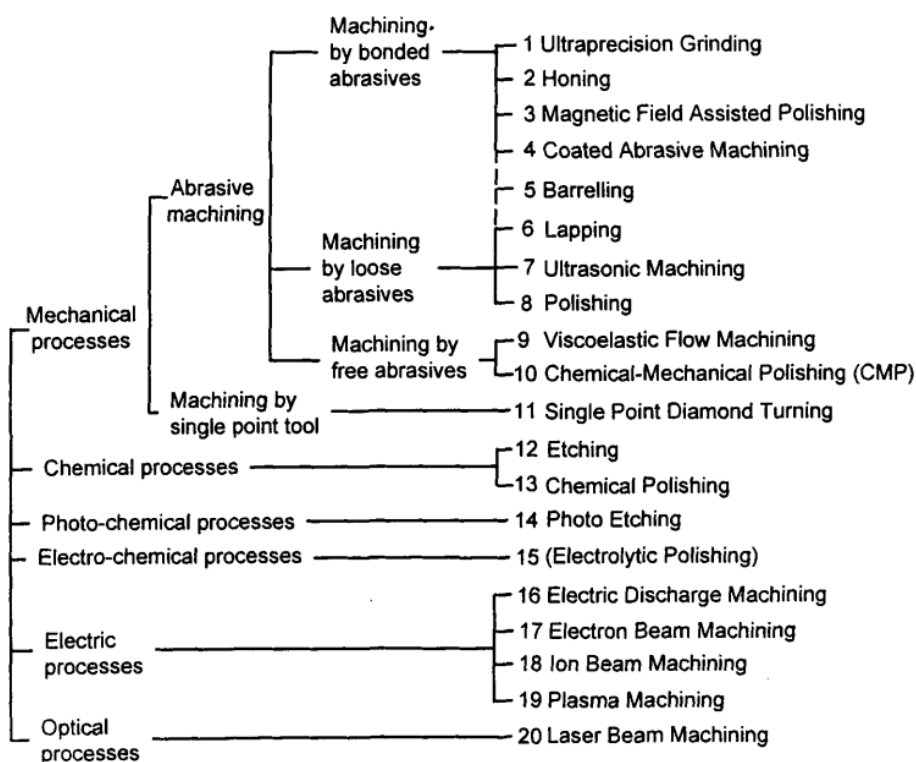 Machining.
by bonded
abrasives
1 Ultraprecision Grinding
2 Honing
3 Magnetic Field Assisted Polishing
4 Coated Abrasive Machining
5 Barrelling
6 Lapping
7 Ultrasonic Machining
8 Polishing
Abrasive
machining
Machining
by loose
abrasives
Mechanical
processes
Machining by
free abrasives
9 Viscoelastic Flow Machining
10 Chemical-Mechanical Polishing (CMP)
Machining by
single point tool
11 Single Point Diamond Turning
Chemical processes
12 Etching
13 Chemical Polishing
Photo-chemical processes
14 Photo Etching
Electro-chemical processes
15 (Electrolytic Polishing)
Electric
processes
16 Electric Discharge Machining
17 Electron Beam Machining
18 Ion Beam Machining
19 Plasma Machining
Optical
processes
20 Laser Beam Machining